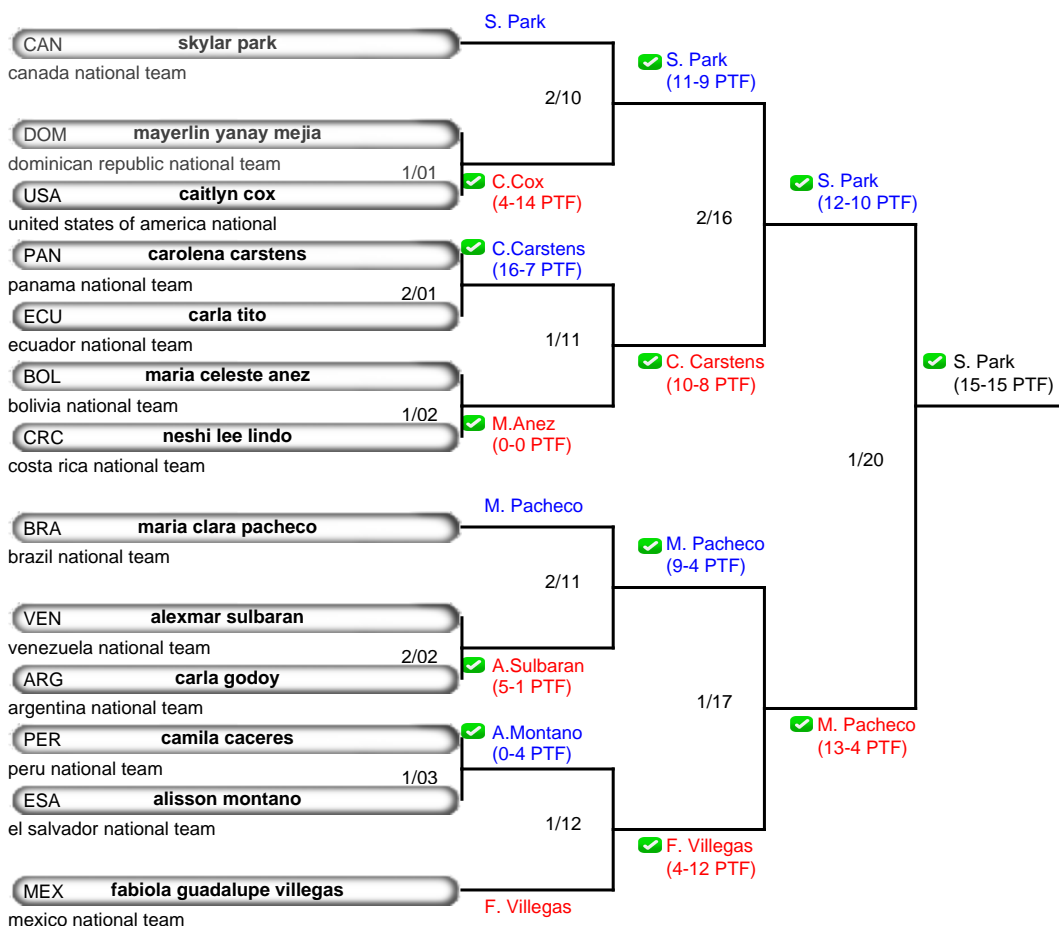 S. Park
CAN skylar park
canada national team
S. Park
(11-9 PTF)
2/10
DOM mayerlin yanay mejia
dominican republic national team
1/01
C.Cox
(4-14 PTF)
USA caitlyn cox
united states of america national
S. Park
(12-10 PTF)
2/16
PAN carolena carstens
panama national team
C.Carstens
(16-7 PTF)
2/01
ECU carla tito
ecuador national team
1/11
C. Carstens
(10-8 PTF)
BOL maria celeste anez
bolivia national team
1/02
M.Anez
(0-0 PTF)
CRC neshi lee lindo
costa rica national team
S. Park
(15-15 PTF)
1/20
M. Pacheco
BRA maria clara pacheco
brazil national team
M. Pacheco
(9-4 PTF)
2/11
VEN alexmar sulbaran
venezuela national team
2/02
A.Sulbaran
(5-1 PTF)
ARG carla godoy
argentina national team
1/17
M. Pacheco
(13-4 PTF)
PER camila caceres
peru national team
A.Montano
(0-4 PTF)
1/03
ESA alisson montano
el salvador national team
1/12
F. Villegas
(4-12 PTF)
MEX fabiola guadalupe villegas
mexico national team
F. Villegas